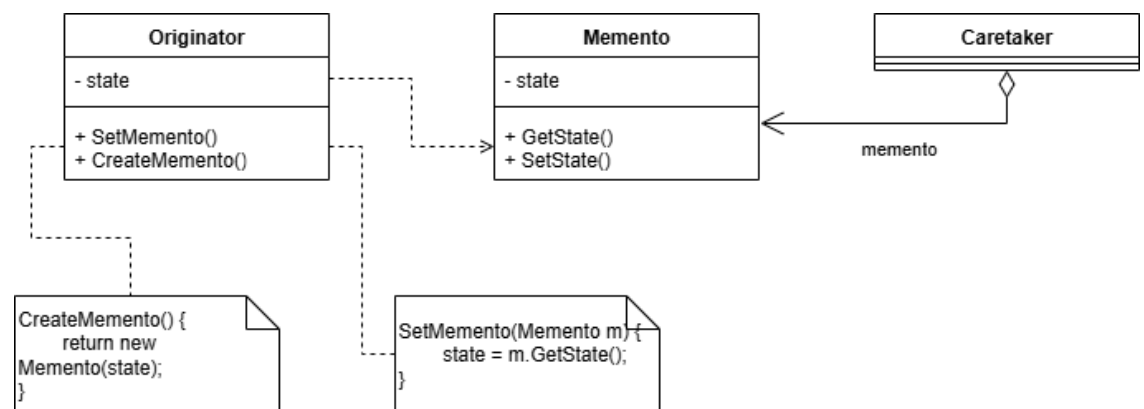 Originator
- state
+ SetMemento()
+ CreateMemento()
Memento
- state
+ GetState()
+ SetState()
Caretaker
memento
CreateMemento() {
return new
Memento(state);
}
SetMemento(Memento m) {
state = m.GetState();
}